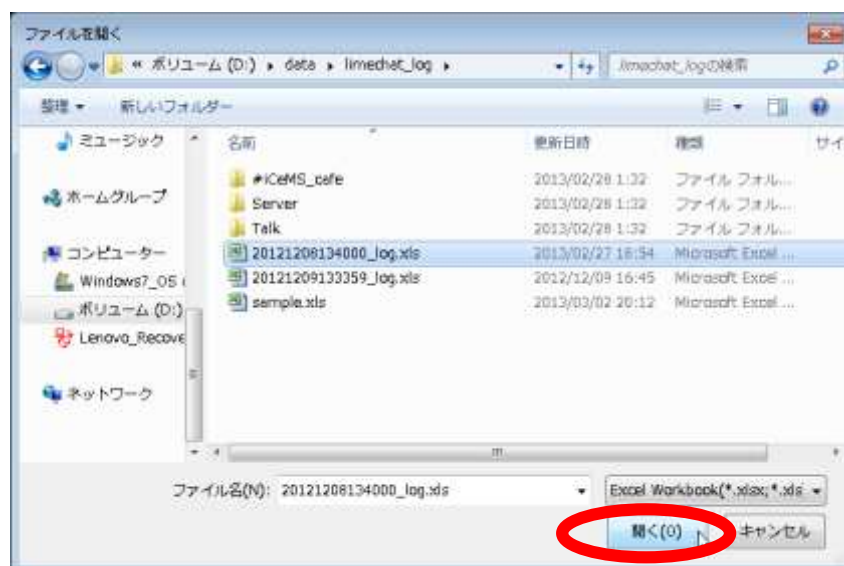 ファイルを開く
« ボリューム (D:) ▸ data ▸ limechat_log ▸
limechat_logの検索
整理 ▼ 新しいフォルダー
ミュージック
ホームグループ
コンピューター
Windows7_OS (
ボリューム (D:)
Lenovo_Recove
ネットワーク
名前 更新日時 種類 サイ
#iCeMS_cafe 2013/02/28 1:32 ファイル フォル...
Server 2013/02/28 1:32 ファイル フォル...
Talk 2013/02/28 1:32 ファイル フォル...
20121208134000_log.xls 2013/02/27 16:54 Microsoft Excel ...
20121209133359_log.xls 2012/12/09 16:45 Microsoft Excel ...
sample.xls 2013/03/02 20:12 Microsoft Excel ...
ファイル名(N): 20121208134000_log.xls
Excel Workbook(*.xlsx;*.xls
開く(O) キャンセル